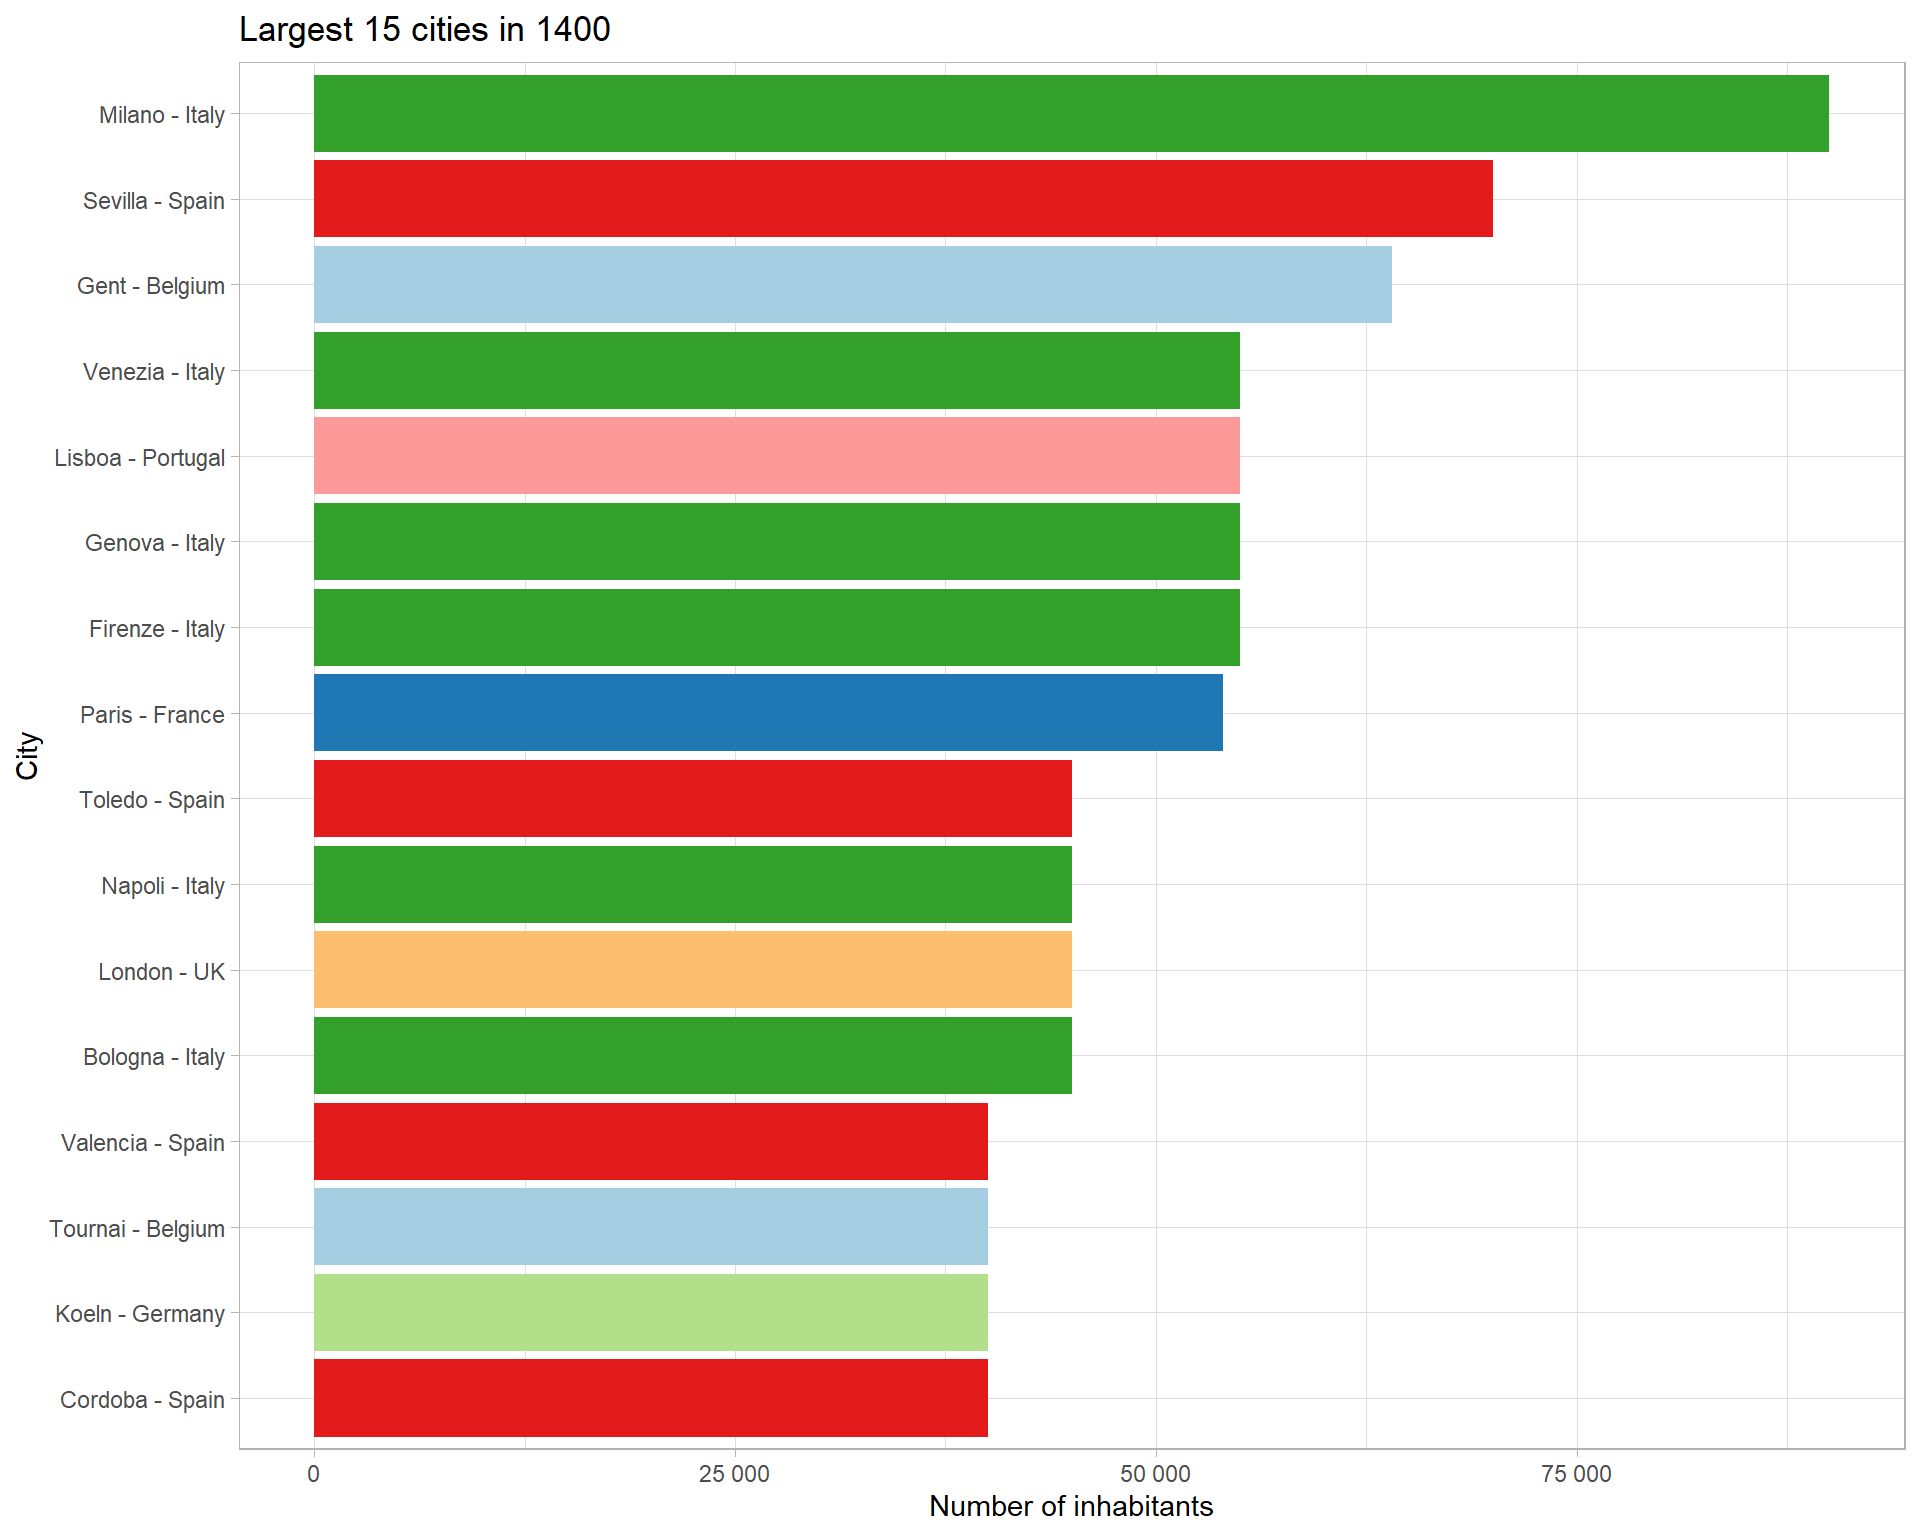 Largest 15 cities in 1400
City
Milano - Italy
Sevilla - Spain
Gent - Belgium
Venezia - Italy
Lisboa - Portugal
Genova - Italy
Firenze - Italy
Paris - France
Toledo - Spain
Napoli - Italy
London - UK
Bologna - Italy
Valencia - Spain
Tournai - Belgium
Koeln - Germany
Cordoba - Spain
0 25 000 50 000 75 000
Number of inhabitants